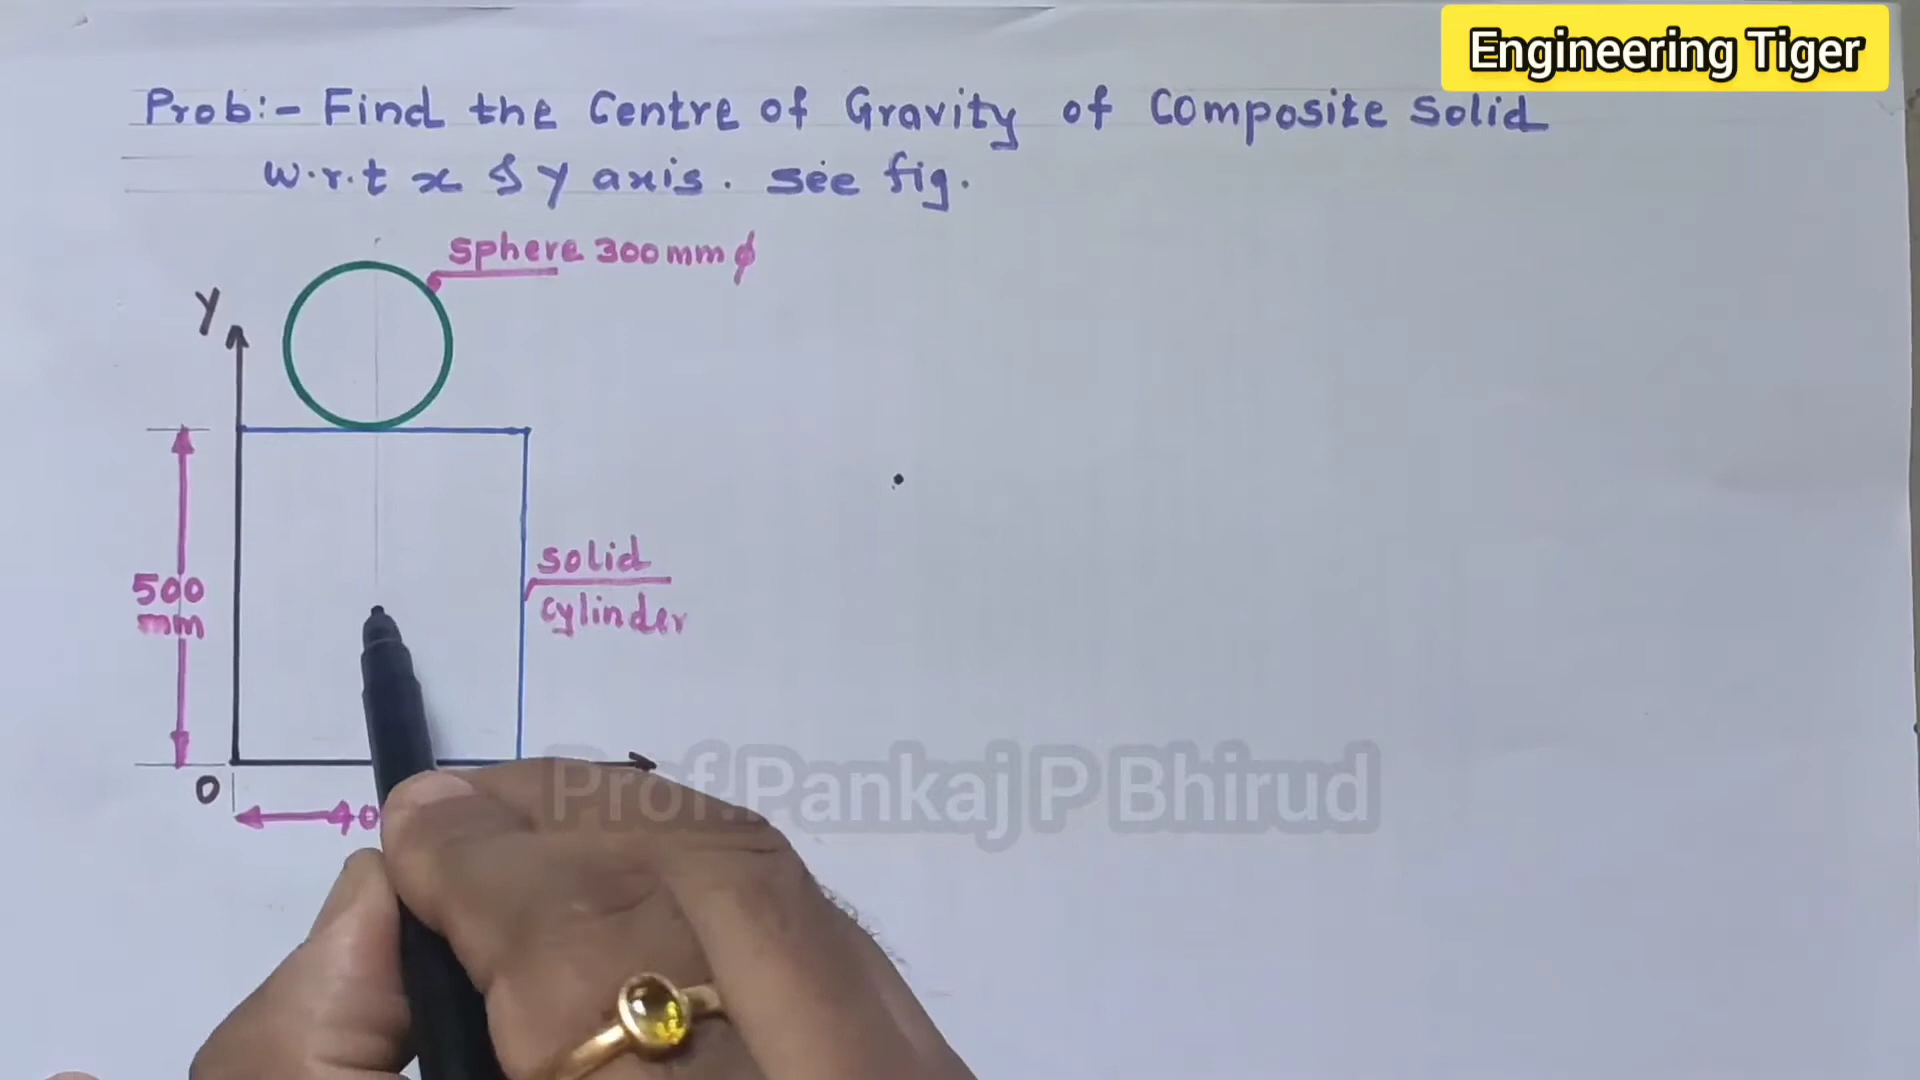 Engineering Tiger
Prob:- Find the Centre of Gravity of Composite Solid
w.r.t x & y axis. see fig.
sphere 300mm ϕ
Y
solid
cylinder
500
mm
O
40
Prof.Pankaj P Bhirud